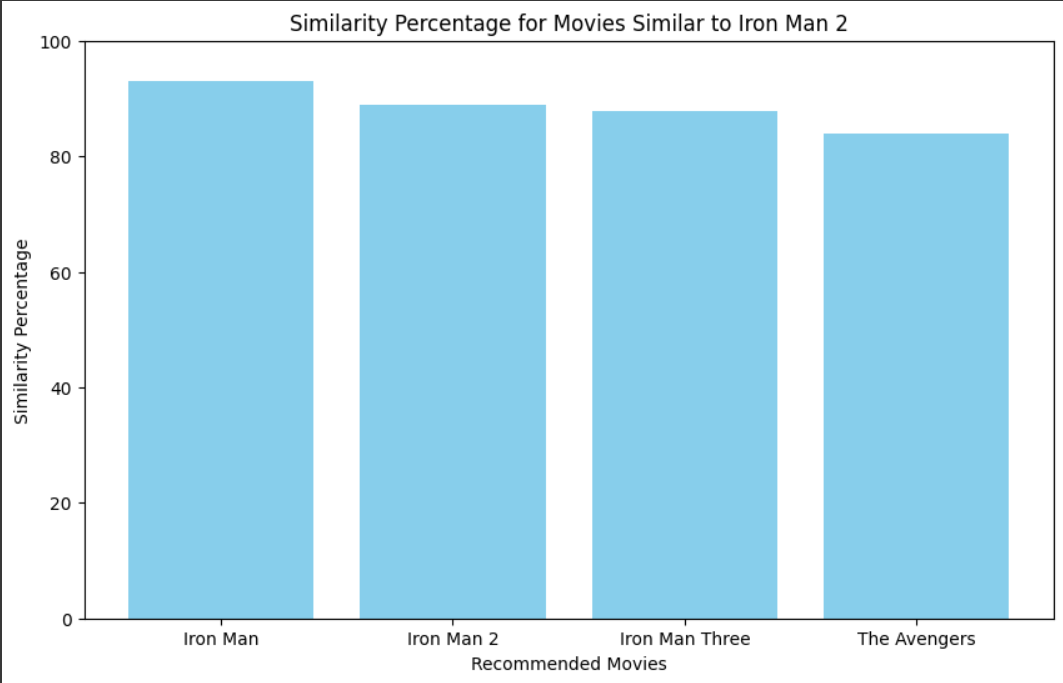 Similarity Percentage for Movies Similar to Iron Man 2
100
80
60
40
20
0
Similarity Percentage
Iron Man
Iron Man 2
Iron Man Three
The Avengers
Recommended Movies